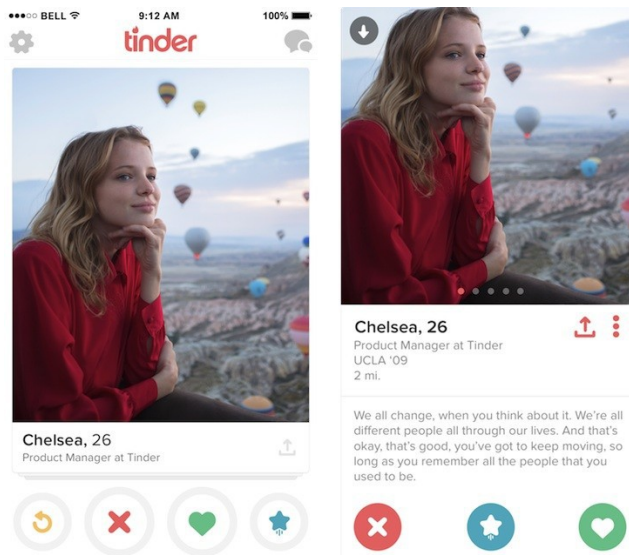 BELL 9:12 AM 100%
tinder
Chelsea, 26
Product Manager at Tinder
Chelsea, 26
Product Manager at Tinder
UCLA '09
2 mi.
We all change, when you think about it. We're all
different people all through our lives. And that's
okay, that's good, you've got to keep moving, so
long as you remember all the people that you
used to be.